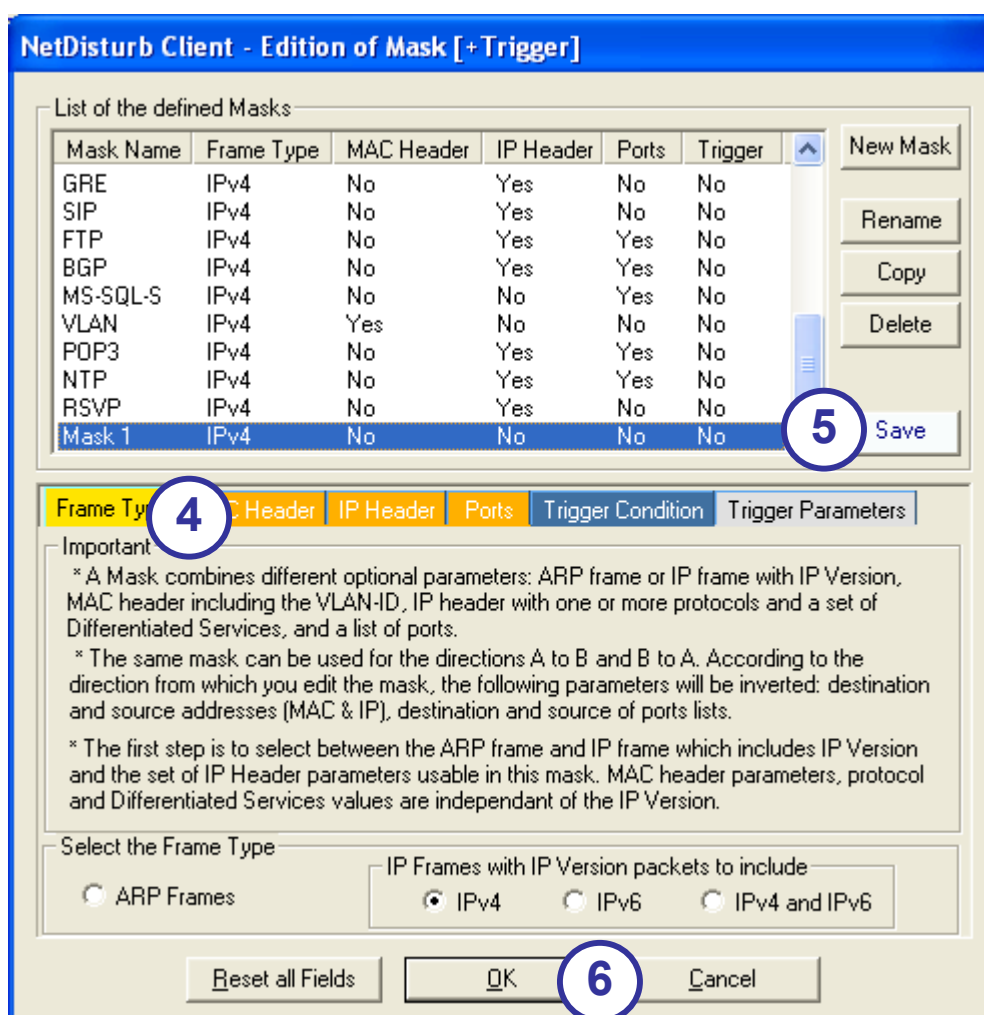 NetDisturb Client - Edition of Mask [+Trigger]
List of the defined Masks
Mask Name Frame Type MAC Header IP Header Ports Trigger
GRE IPv4 No Yes No No
SIP IPv4 No Yes No No
FTP IPv4 No Yes Yes No
BGP IPv4 No Yes Yes No
MS-SQL-S IPv4 No No Yes No
VLAN IPv4 Yes No No No
POP3 IPv4 No Yes Yes No
NTP IPv4 No Yes Yes No
RSVP IPv4 No Yes No No
Mask 1 IPv4 No No No No
New Mask
Rename
Copy
Delete
5 Save
Frame Ty 4 C Header IP Header Ports Trigger Condition Trigger Parameters
Important
* A Mask combines different optional parameters: ARP frame or IP frame with IP Version,
MAC header including the VLAN-ID, IP header with one or more protocols and a set of
Differentiated Services, and a list of ports.
* The same mask can be used for the directions A to B and B to A. According to the
direction from which you edit the mask, the following parameters will be inverted: destination
and source addresses (MAC & IP), destination and source of ports lists.
* The first step is to select between the ARP frame and IP frame which includes IP Version
and the set of IP Header parameters usable in this mask. MAC header parameters, protocol
and Differentiated Services values are independant of the IP Version.
Select the Frame Type
IP Frames with IP Version packets to include
ARP Frames IPv4 IPv6 IPv4 and IPv6
Reset all Fields OK 6 Cancel